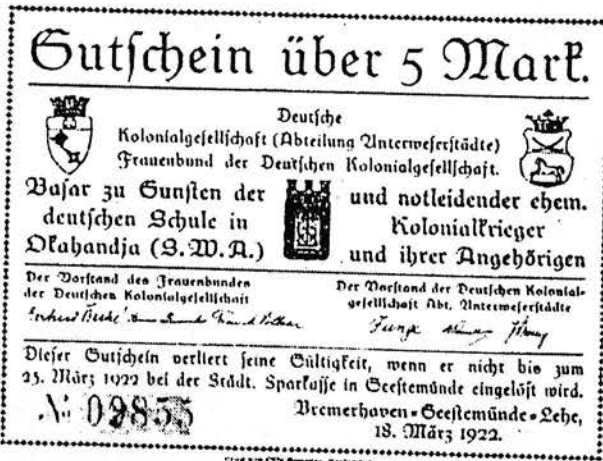 Gutschein über 5 Mark.
Deutsche
Kolonialgesellschaft (Abteilung Unterweserstädte)
Frauenbund der Deutschen Kolonialgesellschaft.
Basar zu Gunsten der
deutschen Schule in
Okahandja (S.W.A.)
und notleidender ehem.
Kolonialkrieger
und ihrer Angehörigen
Der Vorstand des Frauenbundes
der Deutschen Kolonialgesellschaft
Der Vorstand der Deutschen Kolonial-
gesellschaft Abt. Unterweserstädte
Dieser Gutschein verliert seine Gültigkeit, wenn er nicht bis zum
25. März 1922 bei der Städt. Sparkasse in Geestemünde eingelöst wird.
№ 02855
Bremerhaven-Geestemünde-Lehe,
18. März 1922.